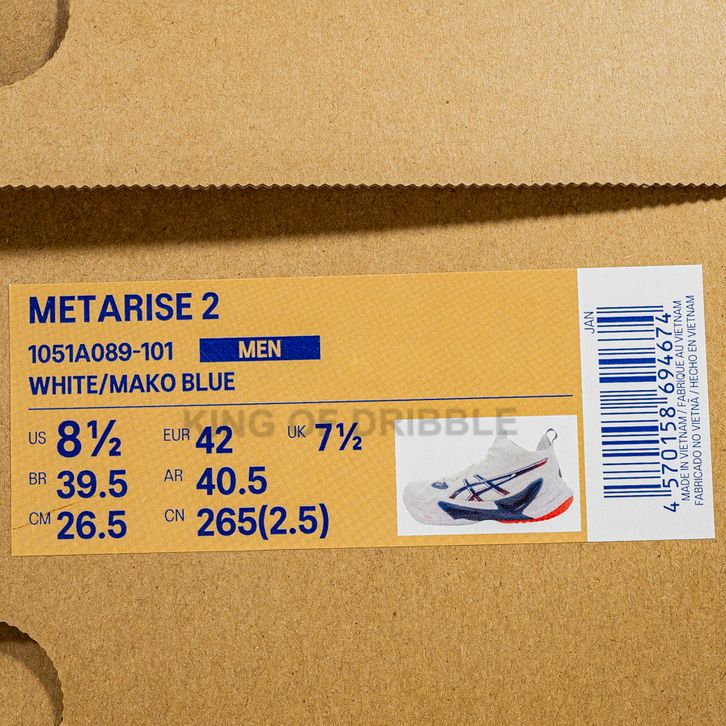 METARISE 2
1051A089-101 MEN
WHITE/MAKO BLUE
KING OF DRIBBLE
US 8½ EUR 42 UK 7½
BR 39.5 AR 40.5
CM 26.5 CN 265(2.5)
JAN
4 570158 694674
MADE IN VIETNAM / FABRIQUE AU VIETNAM
FABRICADO NO VIETNÃ / HECHO EN VIETNAM